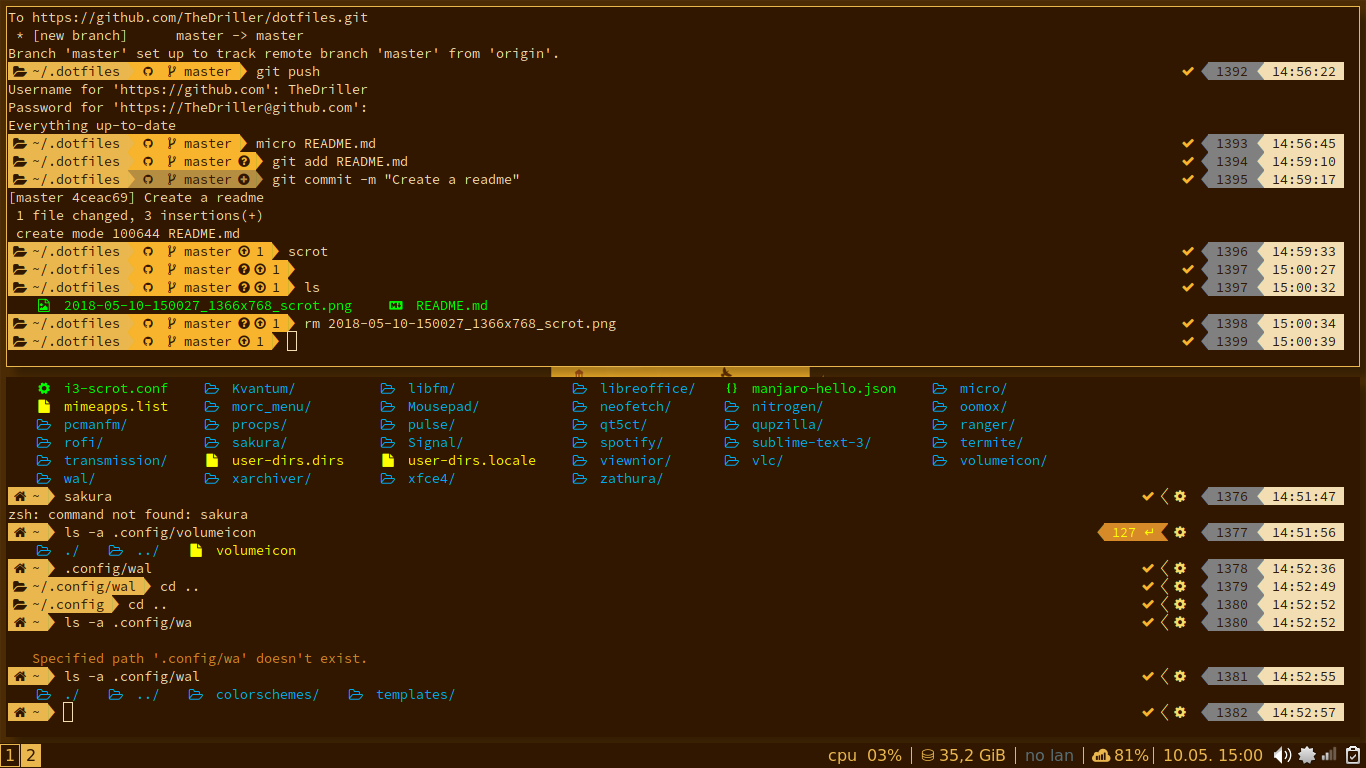 To https://github.com/TheDriller/dotfiles.git
 * [new branch]      master -> master
Branch 'master' set up to track remote branch 'master' from 'origin'.
~/.dotfiles master git push 1392 14:56:22
Username for 'https://github.com': TheDriller
Password for 'https://TheDriller@github.com':
Everything up-to-date
~/.dotfiles master micro README.md 1393 14:56:45
~/.dotfiles master git add README.md 1394 14:59:10
~/.dotfiles master git commit -m "Create a readme" 1395 14:59:17
[master 4ceac69] Create a readme
 1 file changed, 3 insertions(+)
 create mode 100644 README.md
~/.dotfiles master 1 scrot 1396 14:59:33
~/.dotfiles master 1 1397 15:00:27
~/.dotfiles master 1 ls 1397 15:00:32
2018-05-10-150027_1366x768_scrot.png README.md
~/.dotfiles master 1 rm 2018-05-10-150027_1366x768_scrot.png 1398 15:00:34
~/.dotfiles master 1 1399 15:00:39
i3-scrot.conf Kvantum/ libfm/ libreoffice/ {} manjaro-hello.json micro/
mimeapps.list morc_menu/ Mousepad/ neofetch/ nitrogen/ oomox/
pcmanfm/ procps/ pulse/ qt5ct/ qupzilla/ ranger/
rofi/ sakura/ Signal/ spotify/ sublime-text-3/ termite/
transmission/ user-dirs.dirs user-dirs.locale viewnior/ vlc/ volumeicon/
wal/ xarchiver/ xfce4/ zathura/
~ sakura 1376 14:51:47
zsh: command not found: sakura
~ ls -a .config/volumeicon 127 ↵ 1377 14:51:56
./ ../ volumeicon
~ .config/wal 1378 14:52:36
~/.config/wal cd .. 1379 14:52:49
~/.config cd .. 1380 14:52:52
~ ls -a .config/wa 1380 14:52:52
Specified path '.config/wa' doesn't exist.
~ ls -a .config/wal 1381 14:52:55
./ ../ colorschemes/ templates/
~ 1382 14:52:57
1 2 cpu 03% | 35,2 GiB | no lan | 81% | 10.05. 15:00